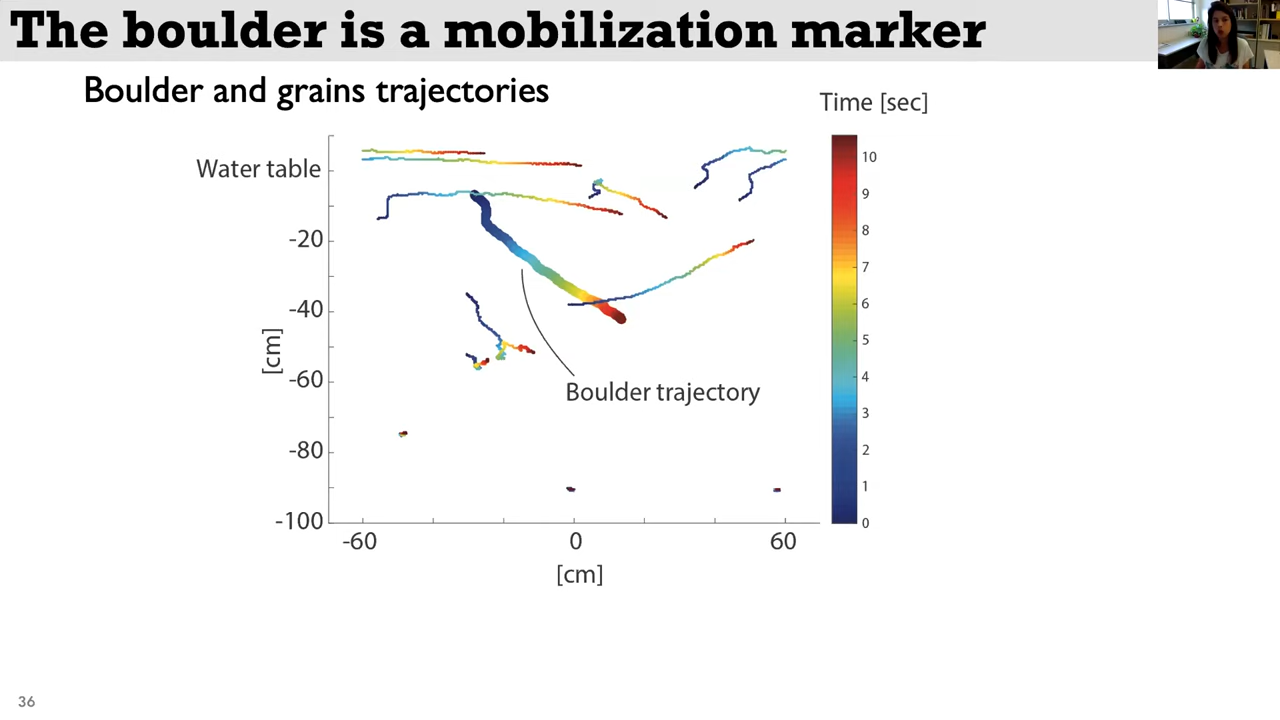 The boulder is a mobilization marker
Boulder and grains trajectories
Time [sec]
Water table
-20
-40
-60
-80
-100
[cm]
-60
0
60
[cm]
Boulder trajectory
10
9
8
7
6
5
4
3
2
1
0
36